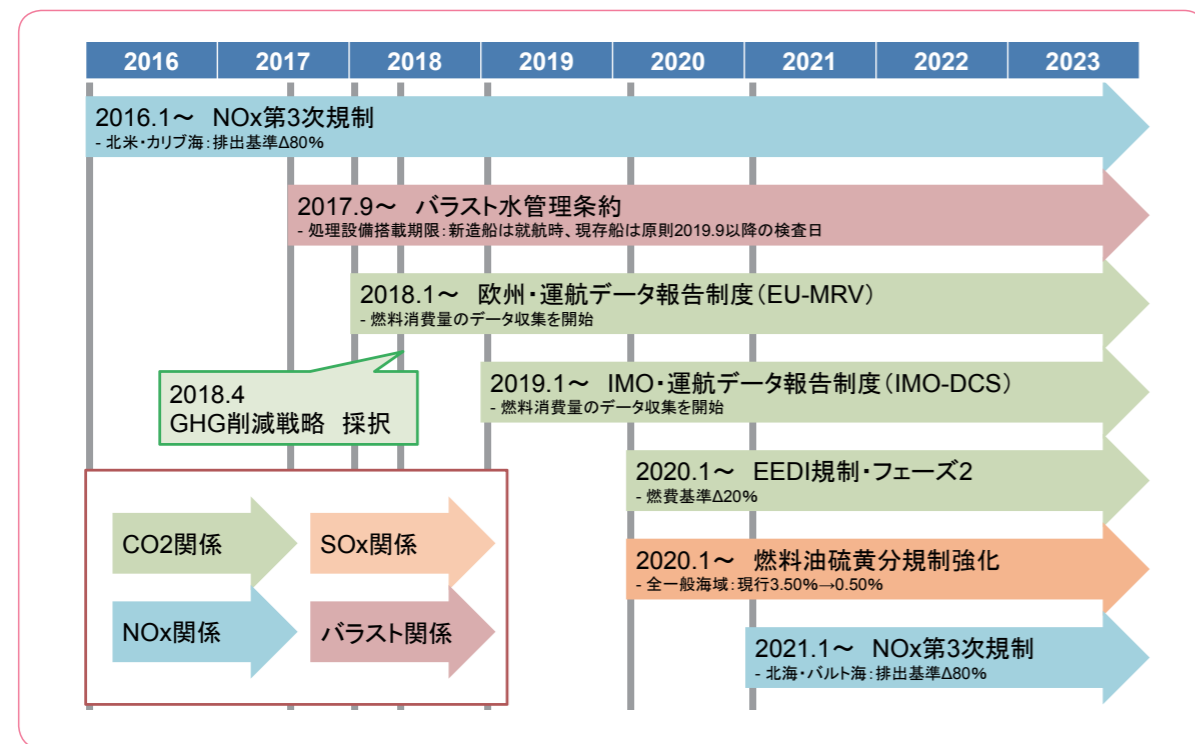 2016 2017 2018 2019 2020 2021 2022 2023
2016.1～ NOx第3次規制
- 北米・カリブ海：排出基準Δ80%
2017.9～ バラスト水管理条約
- 処理設備搭載期限：新造船は就航時、現存船は原則2019.9以降の検査日
2018.1～ 欧州・運航データ報告制度（EU-MRV）
- 燃料消費量のデータ収集を開始
2018.4
GHG削減戦略 採択
2019.1～ IMO・運航データ報告制度（IMO-DCS）
- 燃料消費量のデータ収集を開始
2020.1～ EEDI規制・フェーズ2
- 燃費基準Δ20%
2020.1～ 燃料油硫黄分規制強化
- 全一般海域：現行3.50%→0.50%
2021.1～ NOx第3次規制
- 北海・バルト海：排出基準Δ80%
CO2関係
SOx関係
NOx関係
バラスト関係